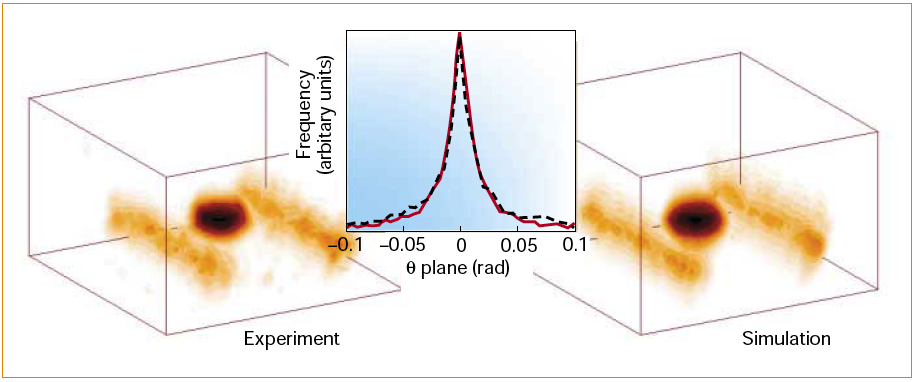 Frequency
(arbitary units)
–0.1 –0.05 0 0.05 0.1
θ plane (rad)
Experiment
Simulation